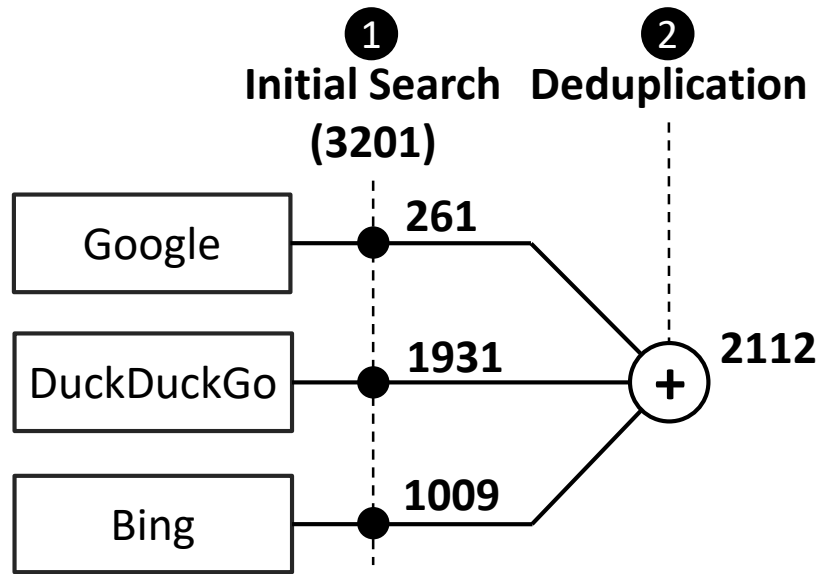 1 2
Initial Search Deduplication
(3201)
Google 261
DuckDuckGo 1931 + 2112
Bing 1009